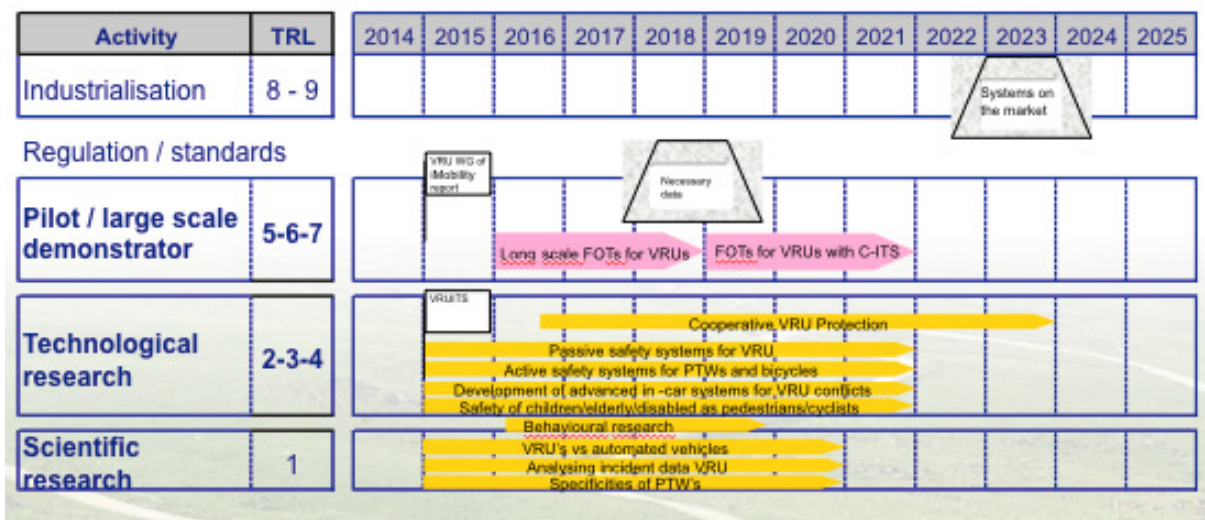 Activity TRL 2014 2015 2016 2017 2018 2019 2020 2021 2022 2023 2024 2025
Industrialisation 8 - 9
Systems on
the market
Regulation / standards
VRU WG of
iMobility
report
Necessary
data
Pilot / large scale
demonstrator
5-6-7
Long scale FOTs for VRUs
FOTs for VRUs with C-ITS
VRUITS
Technological
research
2-3-4
Cooperative VRU Protection
Passive safety systems for VRU
Active safety systems for PTWs and bicycles
Development of advanced in -car systems for VRU conflicts
Safety of children/elderly/disabled as pedestrians/cyclists
Behavioural research
Scientific
research
1
VRU's vs automated vehicles
Analysing incident data VRU
Specificities of PTW's